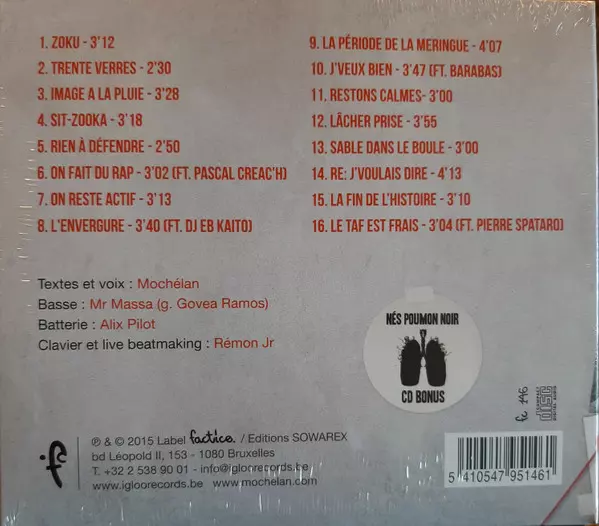 1. ZOKU - 3'12
2. TRENTE VERRES - 2'30
3. IMAGE A LA PLUIE - 3'28
4. SIT-ZOOKA - 3'18
5. RIEN À DÉFENDRE - 2'50
6. ON FAIT DU RAP - 3'02 (FT. PASCAL CREAC'H)
7. ON RESTE ACTIF - 3'13
8. L'ENVERGURE - 3'40 (FT. DJ EB KAITO)
9. LA PÉRIODE DE LA MERINGUE - 4'07
10. J'VEUX BIEN - 3'47 (FT. BARABAS)
11. RESTONS CALMES- 3'00
12. LÂCHER PRISE - 3'55
13. SABLE DANS LE BOULE - 3'00
14. RE: J'VOULAIS DIRE - 4'13
15. LA FIN DE L'HISTOIRE - 3'10
16. LE TAF EST FRAIS - 3'04 (FT. PIERRE SPATARO)
Textes et voix : Mochélan
Basse : Mr Massa (g. Govea Ramos)
Batterie : Alix Pilot
Clavier et live beatmaking : Rémon Jr
NÉS POUMON NOIR
CD BONUS
fc 146
COMPACT
disc
DIGITAL AUDIO
fc
℗ & © 2015 Label factice. / Editions SOWAREX
bd Léopold II, 153 - 1080 Bruxelles
T. +32 2 538 90 01 - info@igloorecords.be
www.igloorecords.be - www.mochelan.com
5 410547 951461